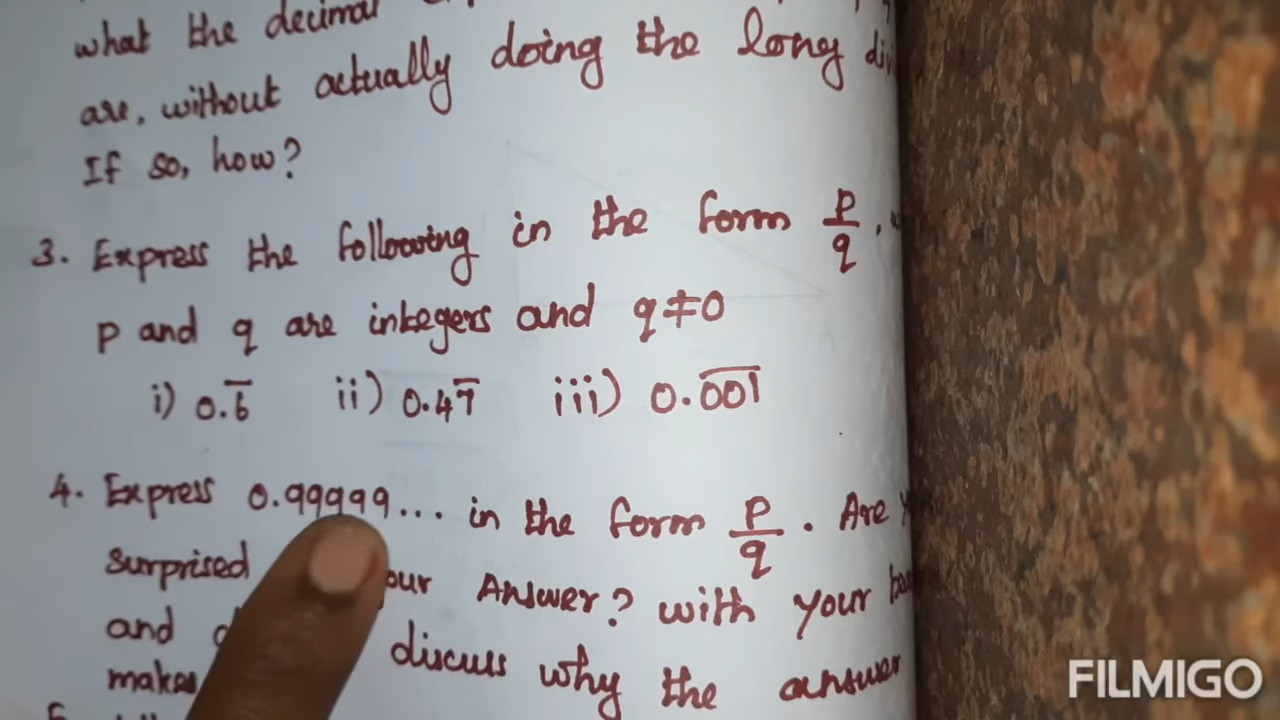 what the decimal
are, without actually doing the long
If so, how?
3. Express the following in the form p/q,
p and q are integers and q≠0
i) 0.6̅ ii) 0.47̅ iii) 0.0̅0̅1̅
4. Express 0.99999... in the form p/q. Are
Surprised our Answer? with your
and discuss why the answer
makes
FILMIGO